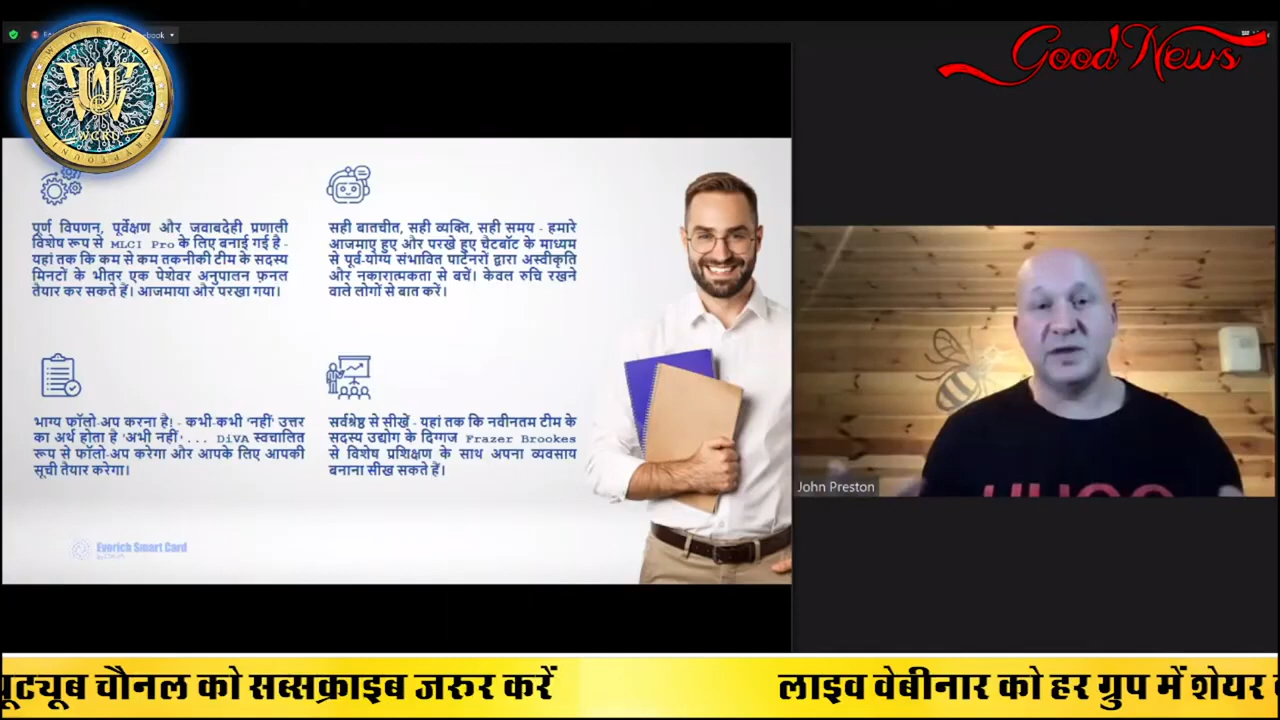 Good News
WORLD
WCRU
CRYPTOUNIT
पूर्ण विपणन, पूर्वेक्षण और जवाबदेही प्रणाली
विशेष रूप से MLCI Pro के लिए बनाई गई है -
यहां तक कि कम से कम तकनीकी टीम के सदस्य
मिनटों के भीतर एक पेशेवर अनुपालन फ़नल
तैयार कर सकते हैं। आजमाया और परखा गया।
सही बातचीत, सही व्यक्ति, सही समय - हमारे
आजमाए हुए और परखे हुए चैटबॉट के माध्यम
से पूर्व-योग्य संभावित पार्टनरों द्वारा अस्वीकृति
और नकारात्मकता से बचें। केवल रुचि रखने
वाले लोगों से बात करें।
भाग्य फॉलो अप करना है। - कभी-कभी 'नहीं' उत्तर
का अर्थ होता है 'अभी नहीं'... DiVA स्वचालित
रूप से फॉलो-अप करेगा और आपके लिए आपकी
सूची तैयार करेगा।
सर्वश्रेष्ठ से सीखें - यहां तक कि नवीनतम टीम के
सदस्य उद्योग के दिग्गज Frazer Brookes
से विशेष प्रशिक्षण के साथ अपना व्यवसाय
बनाना सीख सकते हैं।
Everich Smart Card
John Preston
यूट्यूब चौनल को सब्सक्राइब जरुर करें
लाइव वेबीनार को हर ग्रुप में शेयर